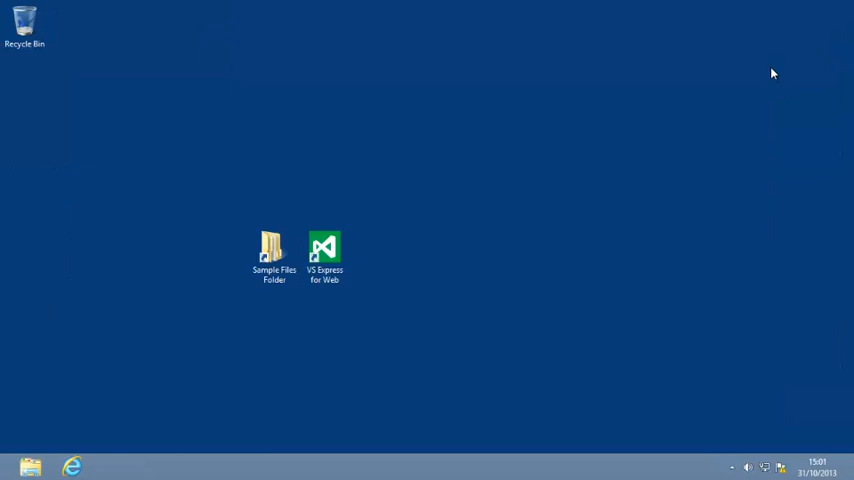 Recycle Bin
Sample Files
Folder
VS Express
for Web
15:01
31/10/2013